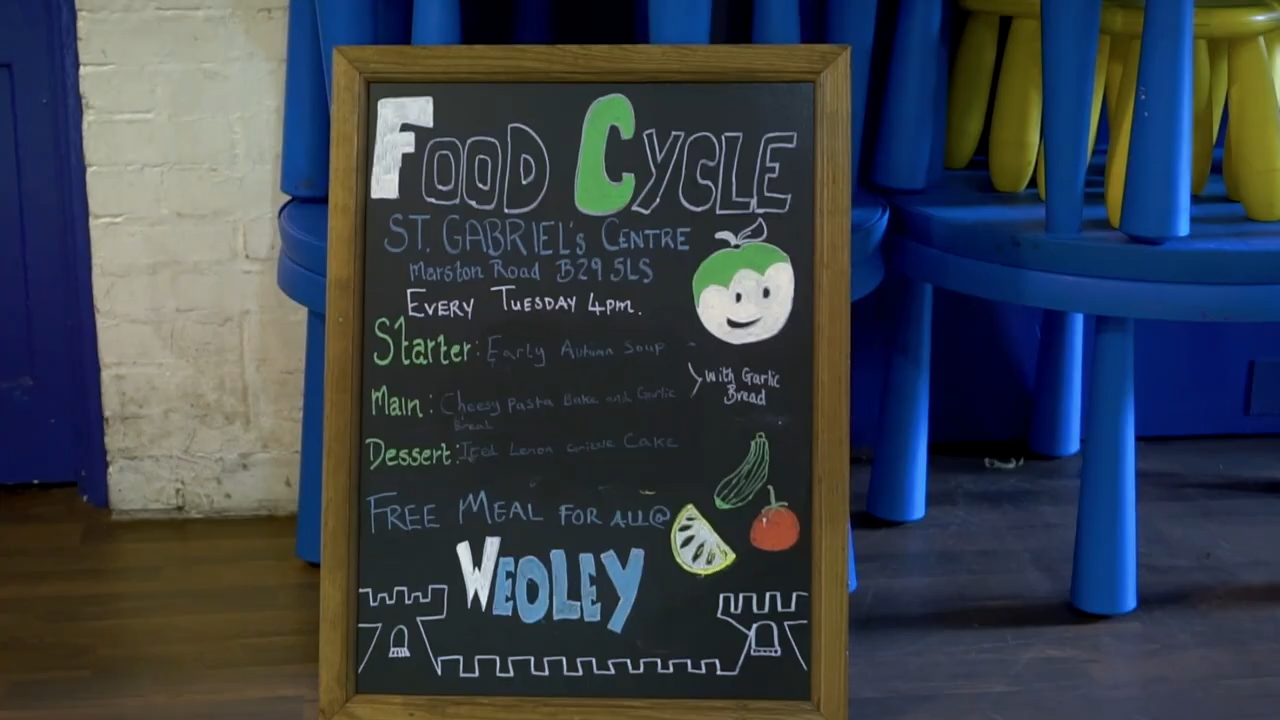 FOOD CYCLE
ST. GABRIEL'S CENTRE
Marston Road B29 5LS
EVERY TUESDAY 4pm.
Starter: Early Autumn Soup
with Garlic
Bread
Main: Cheesy Pasta Bake and Garlic
Bread
Dessert: Iced Lemon Cake
FREE MEAL FOR ALL@
WEOLEY